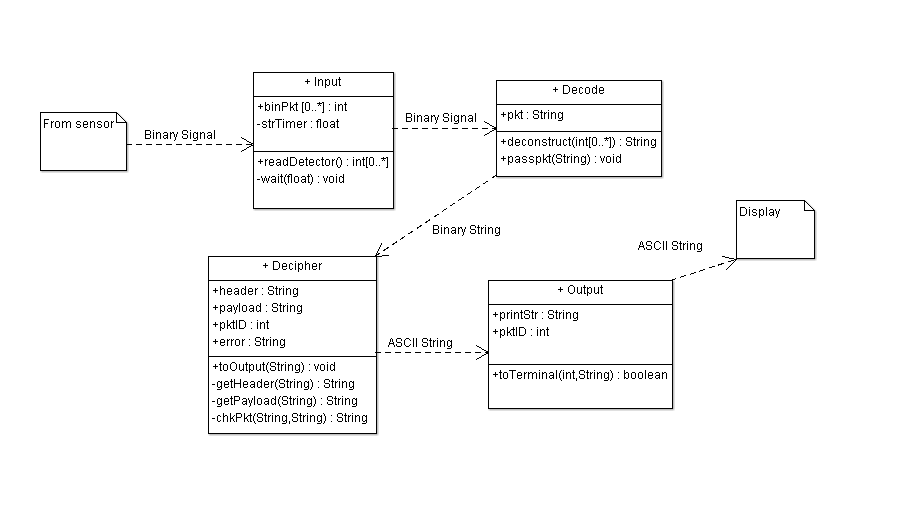 From sensor
Binary Signal
+ Input
+binPkt [0..*] : int
-strTimer : float
+readDetector() : int[0..*]
-wait(float) : void
Binary Signal
+ Decode
+pkt : String
+deconstruct(int[0..*]) : String
+passpkt(String) : void
Binary String
+ Decipher
+header : String
+payload : String
+pktID : int
+error : String
+toOutput(String) : void
-getHeader(String) : String
-getPayload(String) : String
-chkPkt(String,String) : String
ASCII String
+ Output
+printStr : String
+pktID : int
+toTerminal(int,String) : boolean
ASCII String
Display